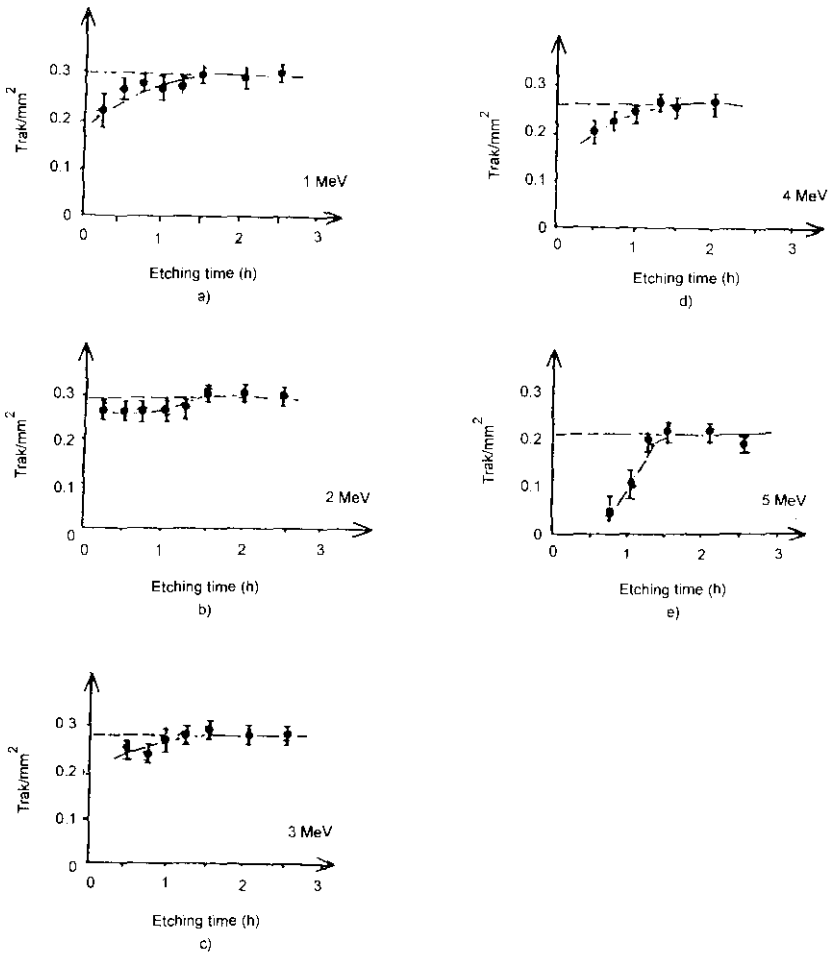 0.3
0.2
0.1
0
Trak/mm²
1 MeV
0 1 2 3
Etching time (h)
a)
0.3
0.2
0.1
0
Trak/mm²
2 MeV
0 1 2 3
Etching time (h)
b)
0.3
0.2
0.1
0
Trak/mm²
3 MeV
0 1 2 3
Etching time (h)
c)
0.3
0.2
0.1
0
Trak/mm²
4 MeV
0 1 2 3
Etching time (h)
d)
0.3
0.2
0.1
0
Trak/mm²
5 MeV
0 1 2 3
Etching time (h)
e)